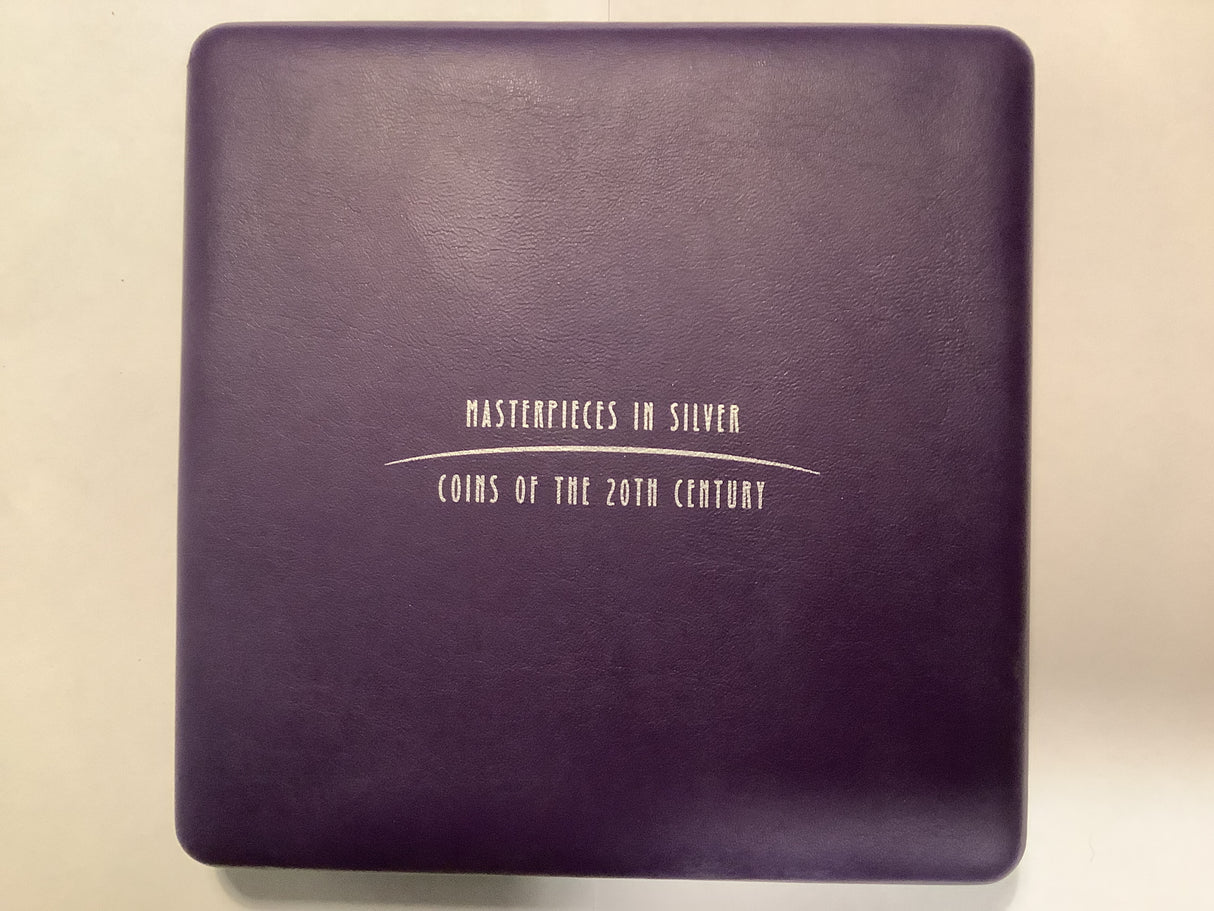 MASTERPIECES IN SILVER
COINS OF THE 20TH CENTURY